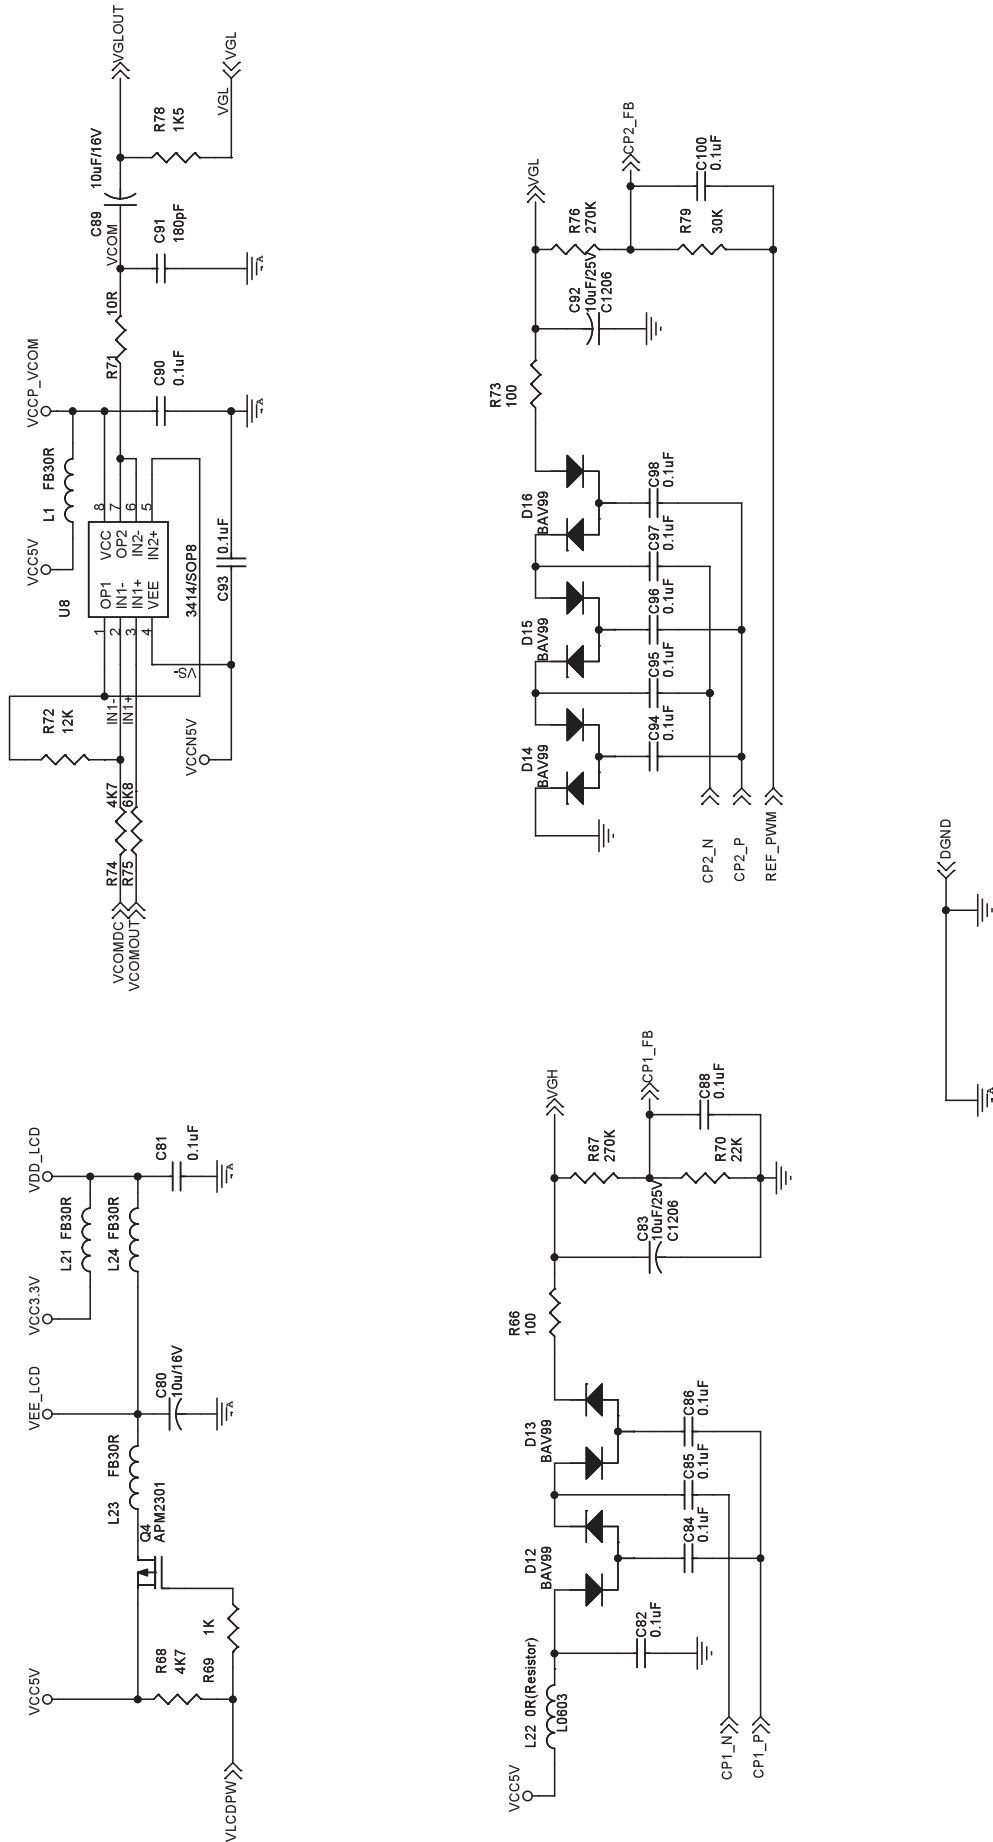 VCC5V
VLCDPW
R68
4K7
R69
1K
Q4
APM2301
L23
FB30R
VEE_LCD
C80
10u/16V
A
VCC3.3V
L21 FB30R
L24 FB30R
VDD_LCD
C81
0.1uF
A
VCOMDC
VCOMOUT
R74
4K7
R75
6K8
R72
12K
IN1-
IN1+
VCCN5V
VS-
U8
1
2
3
4
OP1
IN1-
IN1+
VEE
VCC
OP2
IN2-
IN2+
8
7
6
5
3414/SOP8
VCC5V
L1 FB30R
VCCP_VCOM
C93
0.1uF
C90
0.1uF
A
R71
10R
VCOM
C91
180pF
A
C89
10uF/16V
R78
1K5
VGLOUT
VGL
VGL
VCC5V
L22 0R(Resistor)
L0603
C82
0.1uF
CP1_N
CP1_P
D12
BAV99
C84
0.1uF
C85
0.1uF
D13
BAV99
C86
0.1uF
R66
100
C83
10uF/25V
C1206
VGH
R67
270K
CP1_FB
R70
22K
C88
0.1uF
CP2_N
CP2_P
REF_PWM
D14
BAV99
C94
0.1uF
C95
0.1uF
D15
BAV99
C96
0.1uF
C97
0.1uF
D16
BAV99
C98
0.1uF
R73
100
C92
10uF/25V
C1206
VGL
R76
270K
CP2_FB
R79
30K
C100
0.1uF
DGND
A